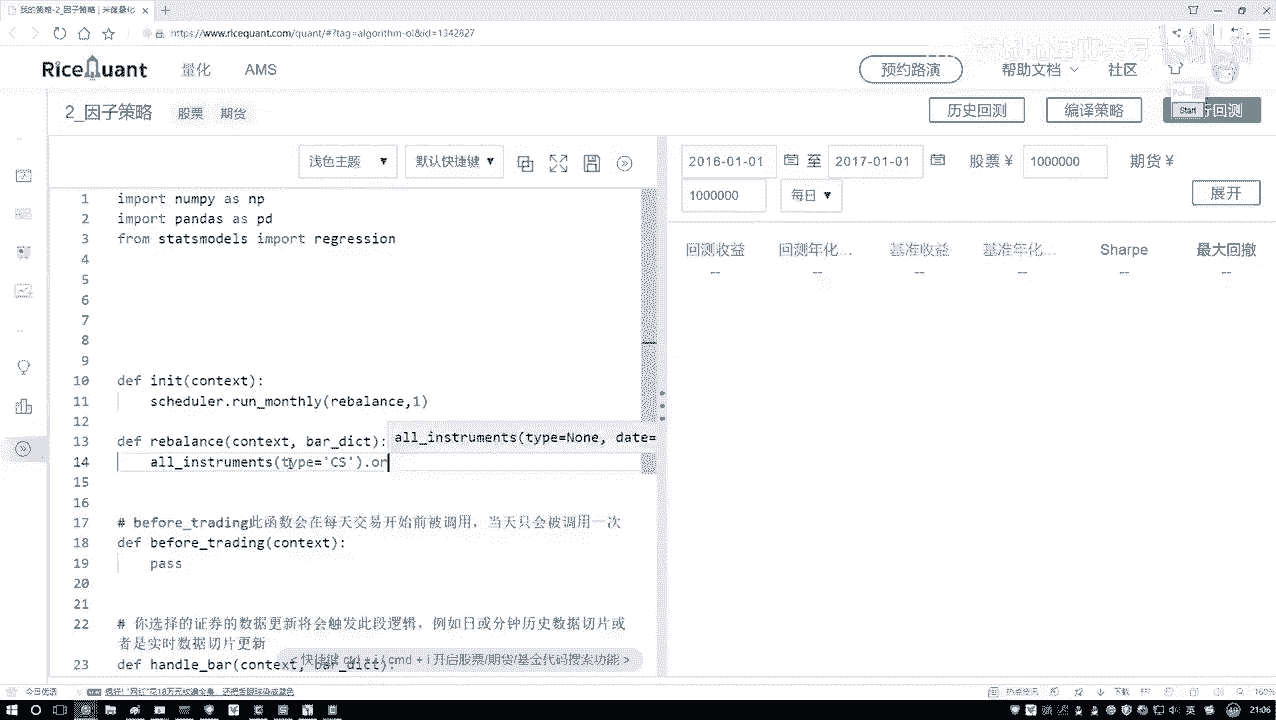 我的策略-2_因子策略 - 米筐量化
https://www.ricequant.com/quant/#?tag=algorithm-ol&id=1342827
RiceQuant 量化 AMS 预约路演 帮助文档 社区
2_因子策略 股票 期货 历史回测 编译策略 行回测
Start
浅色主题 默认快捷键
2016-01-01 至 2017-01-01 股票 ¥ 1000000 期货 ¥
1000000 每日 展开
回测收益 回测年化... 基准收益 基准年化... Sharpe 最大回撤
-- -- -- -- -- --
1 import numpy as np
2 import pandas as pd
3 from statsmodels import regression
4
5
6
7
8
9
10 def init(context):
11 scheduler.run_monthly(rebalance,1)
12
13 def rebalance(context, bar_dict):
all_instruments(type=None, date=
14 all_instruments(type='CS').or
15
16
17 # before_trading此函数会在每天交易开始前被调用，当天只会被调用一次
18 def before_trading(context):
19 pass
20
21
22 # 你选择的证券的数据更新将会触发此段逻辑，例如日或分钟历史数据切片或
者是实时数据切片更新
23 def handle_bar(context, bar_dict):
< 快捷键 ctrl + i / cmd + i 开启股票/期货/基金代码搜索功能 >
今日优选
下载
100%
英
21:06